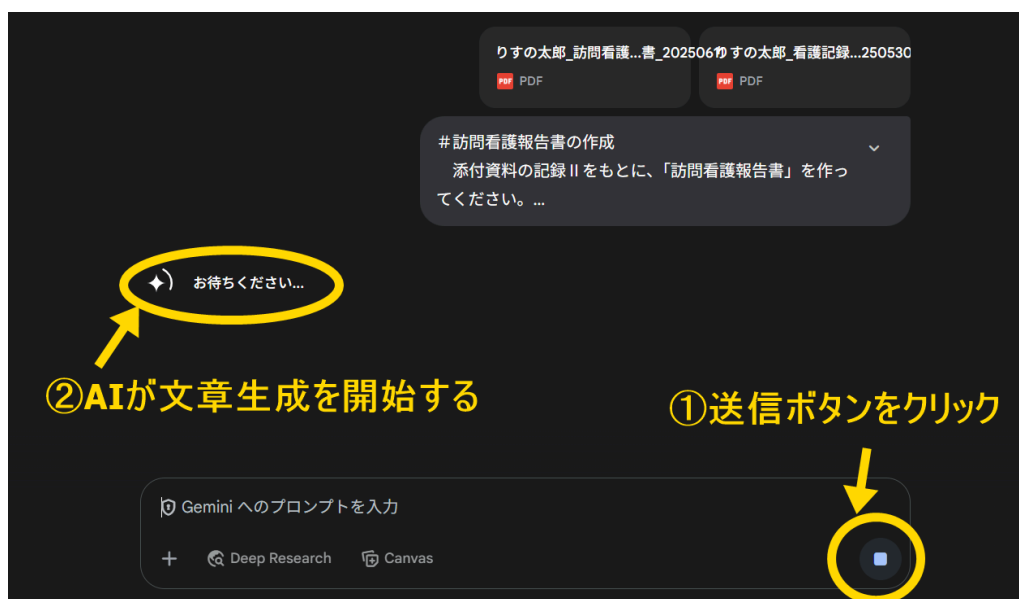 りすの太郎_訪問看護...書_202506
りすの太郎_看護記録...250530
PDF PDF
PDF PDF
#訪問看護報告書の作成
添付資料の記録Ⅱをもとに、「訪問看護報告書」を作っ
てください。...
お待ちください...
②AIが文章生成を開始する
①送信ボタンをクリック
Gemini へのプロンプトを入力
Deep Research
Canvas